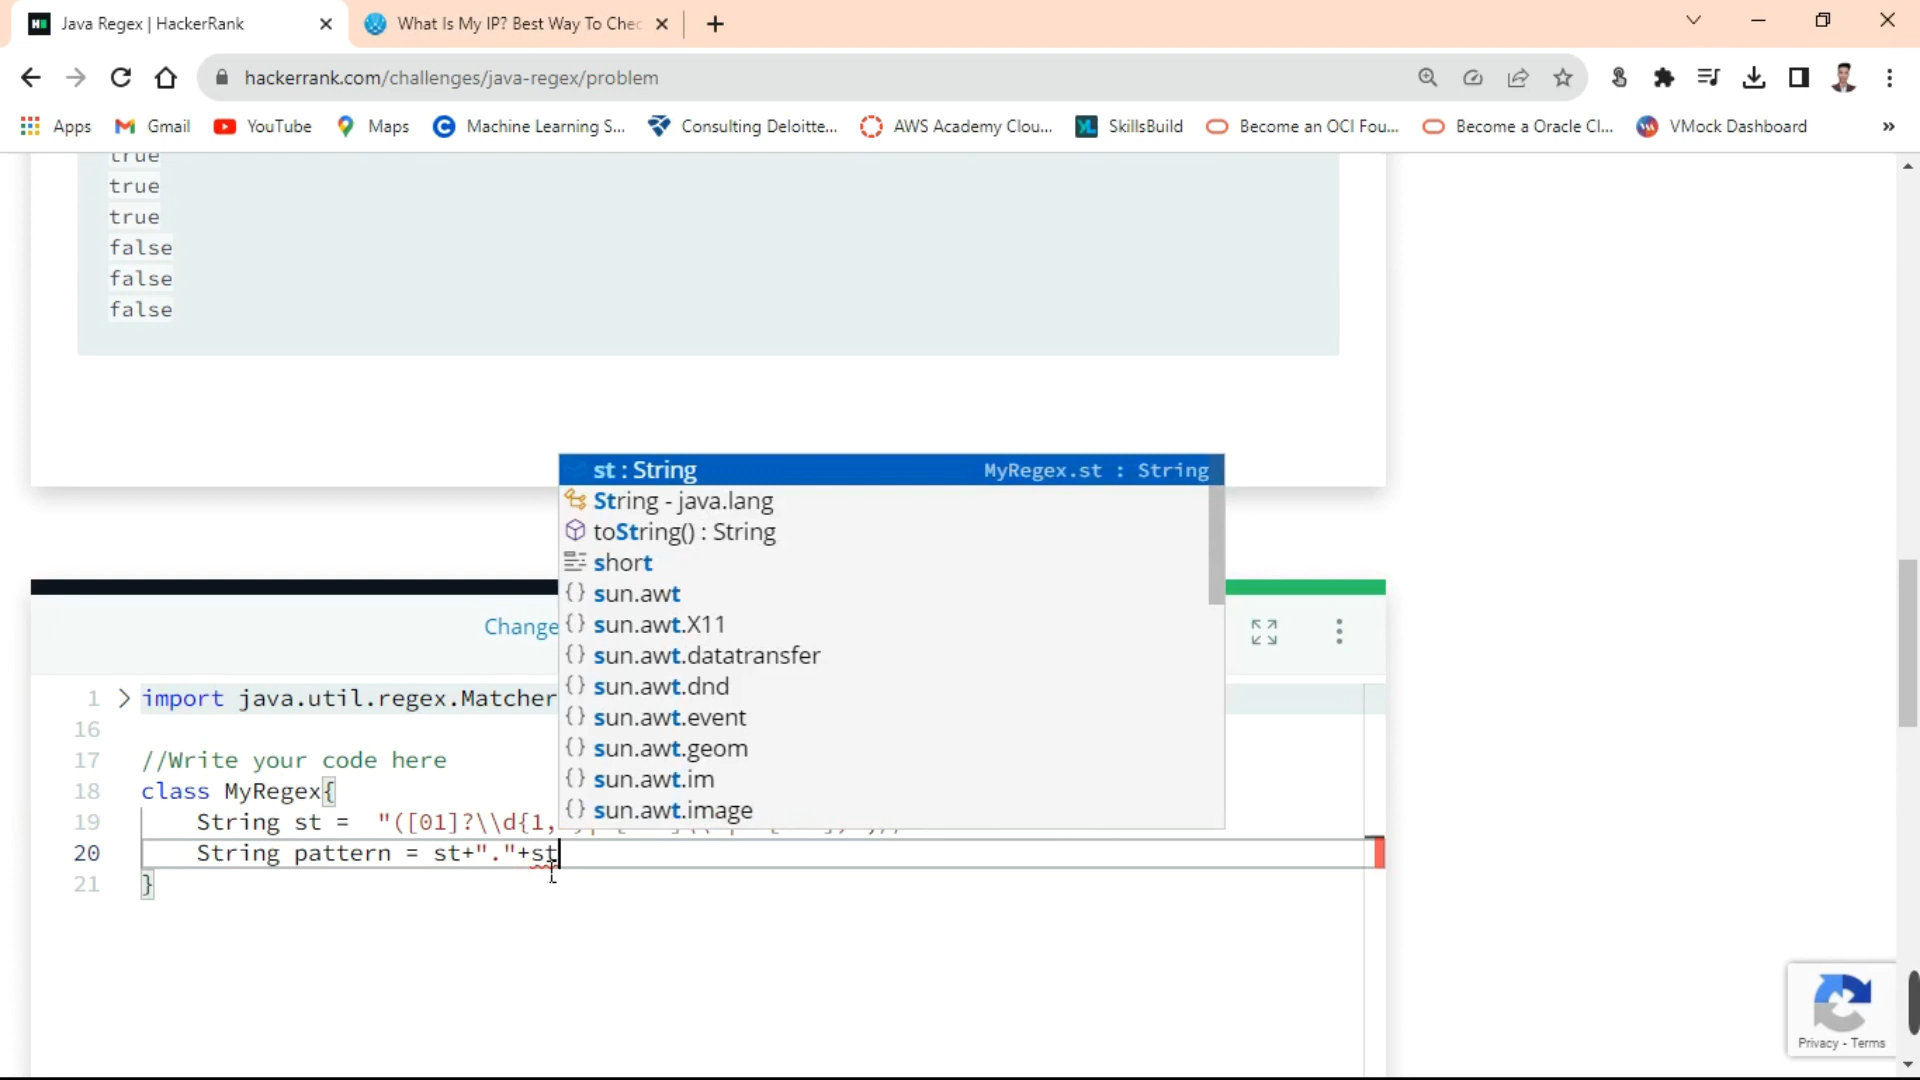 Java Regex | HackerRank
What Is My IP? Best Way To Chec
hackerrank.com/challenges/java-regex/problem
Apps
Gmail
YouTube
Maps
Machine Learning S...
Consulting Deloitte...
AWS Academy Clou...
SkillsBuild
Become an OCI Fou...
Become a Oracle Cl...
VMock Dashboard
»
true
true
true
false
false
false
st : String MyRegex.st : String
String - java.lang
toString() : String
short
sun.awt
sun.awt.X11
sun.awt.datatransfer
sun.awt.dnd
sun.awt.event
sun.awt.geom
sun.awt.im
sun.awt.image
Change
1 import java.util.regex.Matcher
16
17 //Write your code here
18 class MyRegex{
19 String st = "([01]?\\d{1,
20 String pattern = st+"."+st
21 }
Privacy - Terms